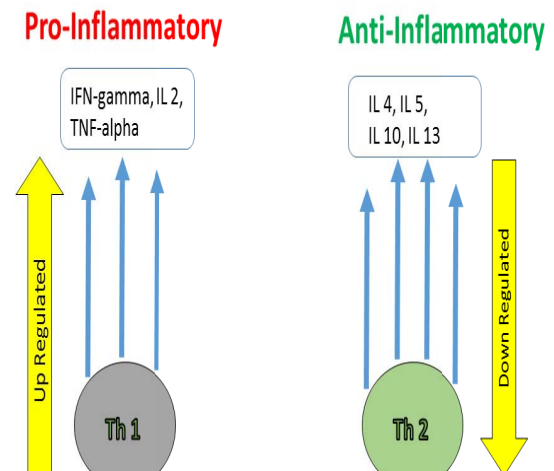 Pro-Inflammatory
Anti-Inflammatory
IFN-gamma, IL 2,
TNF-alpha
IL 4, IL 5,
IL 10, IL 13
Up Regulated
Down Regulated
Th 1
Th 2